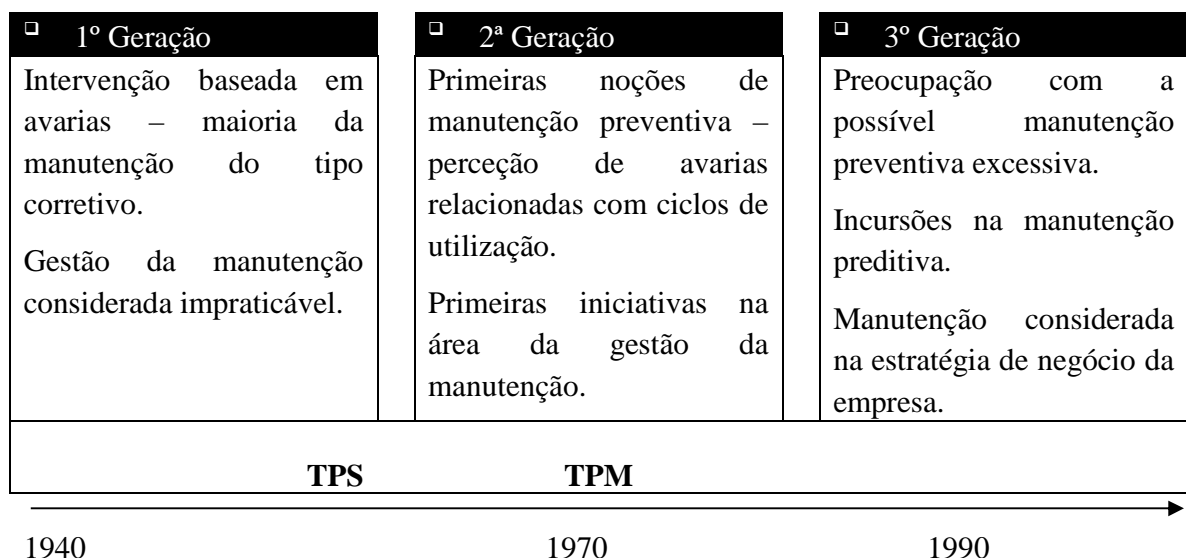 ❑ 1º Geração
Intervenção baseada em
avarias – maioria da
manutenção do tipo
corretivo.
Gestão da manutenção
considerada impraticável.
❑ 2ª Geração
Primeiras noções de
manutenção preventiva –
perceção de avarias
relacionadas com ciclos de
utilização.
Primeiras iniciativas na
área da gestão da
manutenção.
❑ 3º Geração
Preocupação com a
possível manutenção
preventiva excessiva.
Incursões na manutenção
preditiva.
Manutenção considerada
na estratégia de negócio da
empresa.
TPS TPM
1940 1970 1990